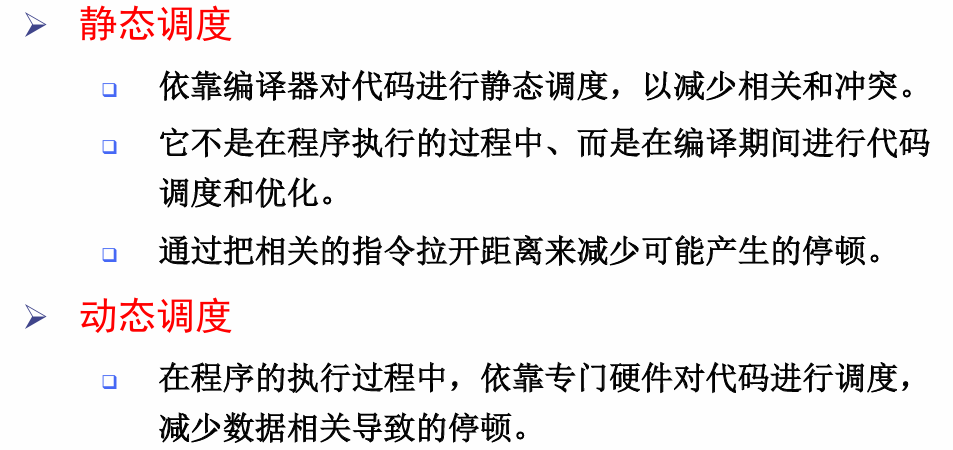 静态调度
依靠编译器对代码进行静态调度，以减少相关和冲突。
它不是在程序执行的过程中、而是在编译期间进行代码
调度和优化。
通过把相关的指令拉开距离来减少可能产生的停顿。
动态调度
在程序的执行过程中，依靠专门硬件对代码进行调度，
减少数据相关导致的停顿。